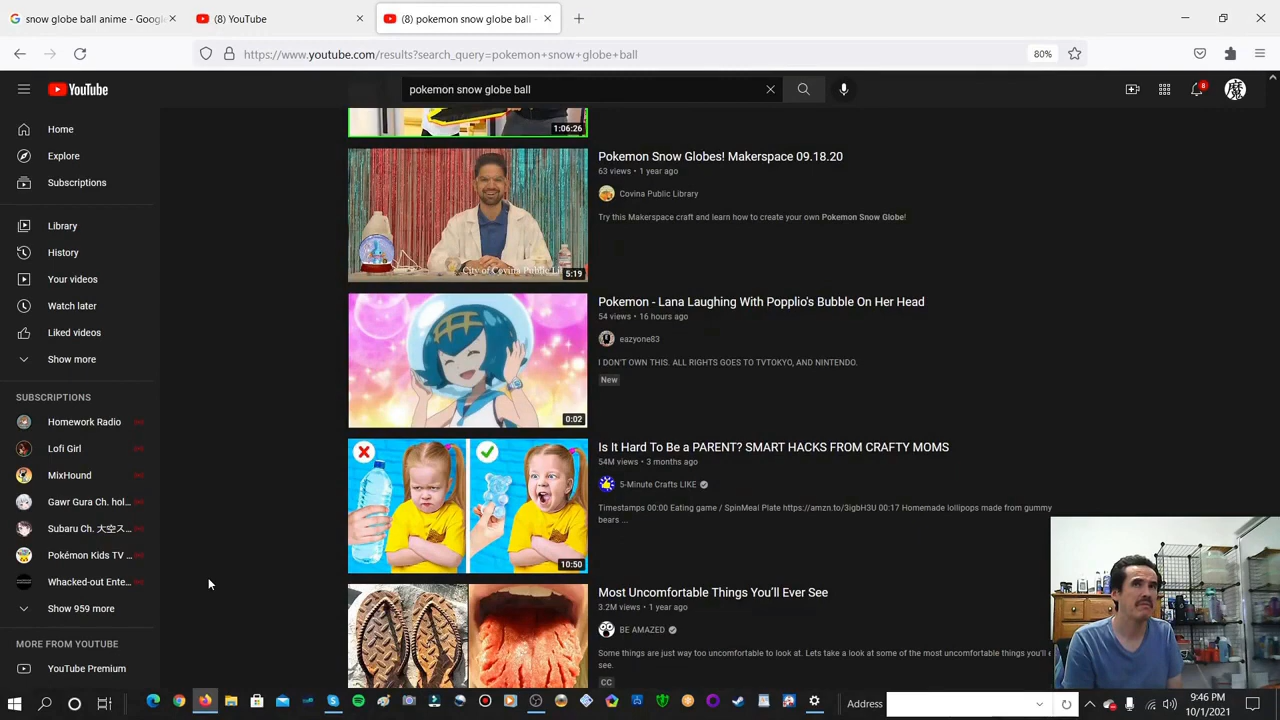 snow globe ball anime - Google
(8) YouTube
(8) pokemon snow globe ball -
https://www.youtube.com/results?search_query=pokemon+snow+globe+ball
80%
YouTube
pokemon snow globe ball
8
魔
Home
Explore
Subscriptions
Library
History
Your videos
Watch later
Liked videos
Show more
SUBSCRIPTIONS
Homework Radio
Lofi Girl
MixHound
Gawr Gura Ch. hol...
Subaru Ch. 大空ス...
Pokémon Kids TV ...
Whacked-out Ente...
Show 959 more
MORE FROM YOUTUBE
YouTube Premium
1:06:26
City of Covina Public Li
5:19
Pokemon Snow Globes! Makerspace 09.18.20
63 views • 1 year ago
Covina Public Library
Try this Makerspace craft and learn how to create your own Pokemon Snow Globe!
0:02
Pokemon - Lana Laughing With Popplio's Bubble On Her Head
54 views • 16 hours ago
eazyone83
I DON'T OWN THIS. ALL RIGHTS GOES TO TVTOKYO, AND NINTENDO.
New
10:50
Is It Hard To Be a PARENT? SMART HACKS FROM CRAFTY MOMS
54M views • 3 months ago
5-Minute Crafts LIKE
Timestamps 00:00 Eating game / SpinMeal Plate https://amzn.to/3igbH3U 00:17 Homemade lollipops made from gummy
bears ...
Most Uncomfortable Things You'll Ever See
3.2M views • 1 year ago
BE AMAZED
Some things are just way too uncomfortable to look at. Lets take a look at some of the most uncomfortable things you'll e
see.
CC
Address
9:46 PM
10/1/2021